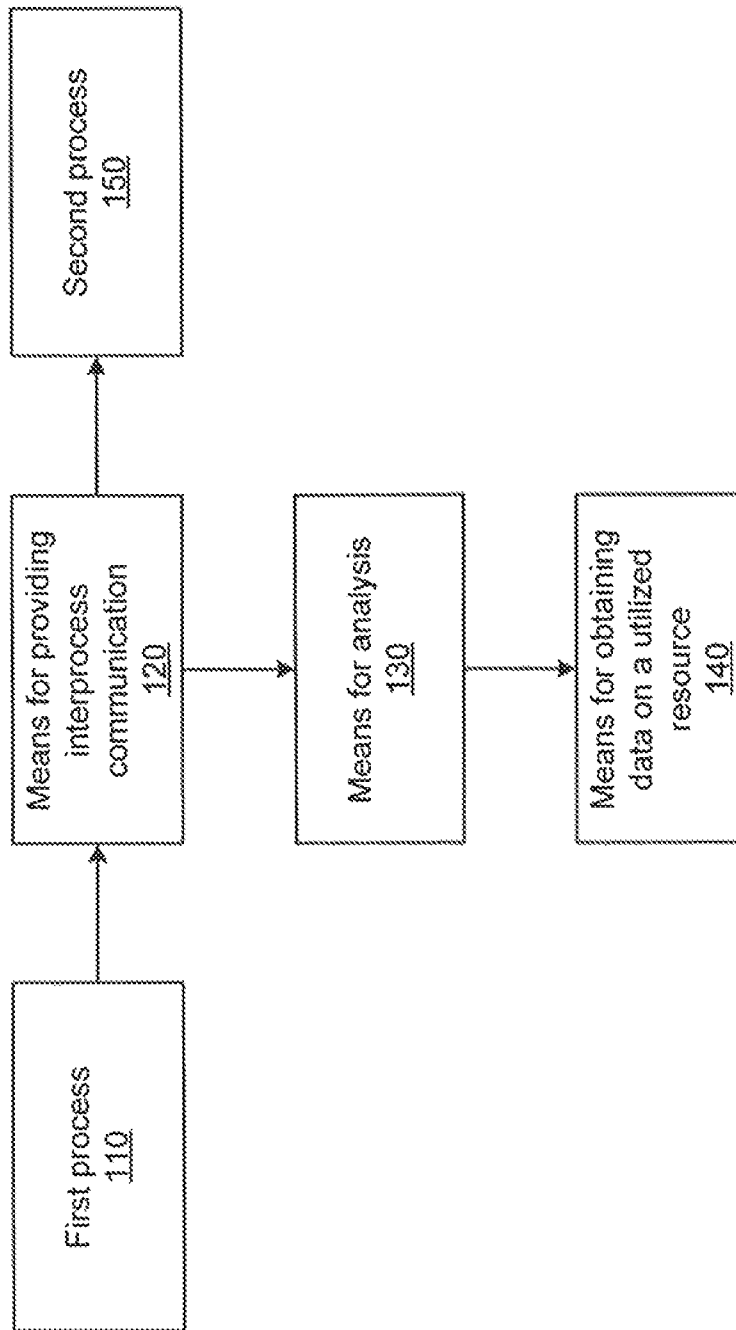 First process
110
Means for providing
interprocess
communication
120
Second process
150
Means for analysis
130
Means for obtaining
data on a utilized
resource
140